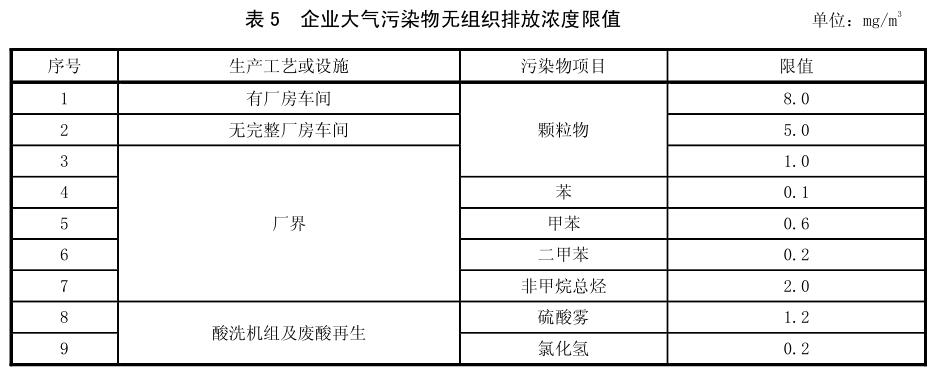 表 5 企业大气污染物无组织排放浓度限值 单位：mg/m³
序号 生产工艺或设施 污染物项目 限值
1 有厂房车间 颗粒物 8.0
2 无完整厂房车间 5.0
3 厂界 1.0
4 苯 0.1
5 甲苯 0.6
6 二甲苯 0.2
7 非甲烷总烃 2.0
8 酸洗机组及废酸再生 硫酸雾 1.2
9 氯化氢 0.2